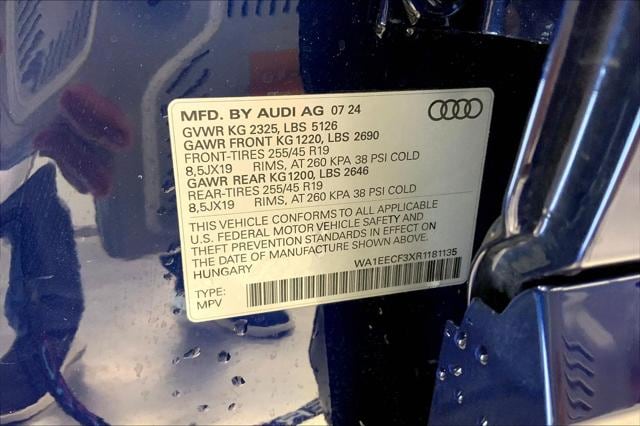 MFD. BY AUDI AG 07 24
GVWR KG 2325, LBS 5126
GAWR FRONT KG 1220, LBS 2690
FRONT-TIRES 255/45 R19
8,5JX19 RIMS, AT 260 KPA 38 PSI COLD
GAWR REAR KG 1200, LBS 2646
REAR-TIRES 255/45 R19
8,5JX19 RIMS, AT 260 KPA 38 PSI COLD
THIS VEHICLE CONFORMS TO ALL APPLICABLE
U.S. FEDERAL MOTOR VEHICLE SAFETY AND
THEFT PREVENTION STANDARDS IN EFFECT ON
THE DATE OF MANUFACTURE SHOWN ABOVE.
HUNGARY WA1EECF3XR1181135
TYPE:
MPV